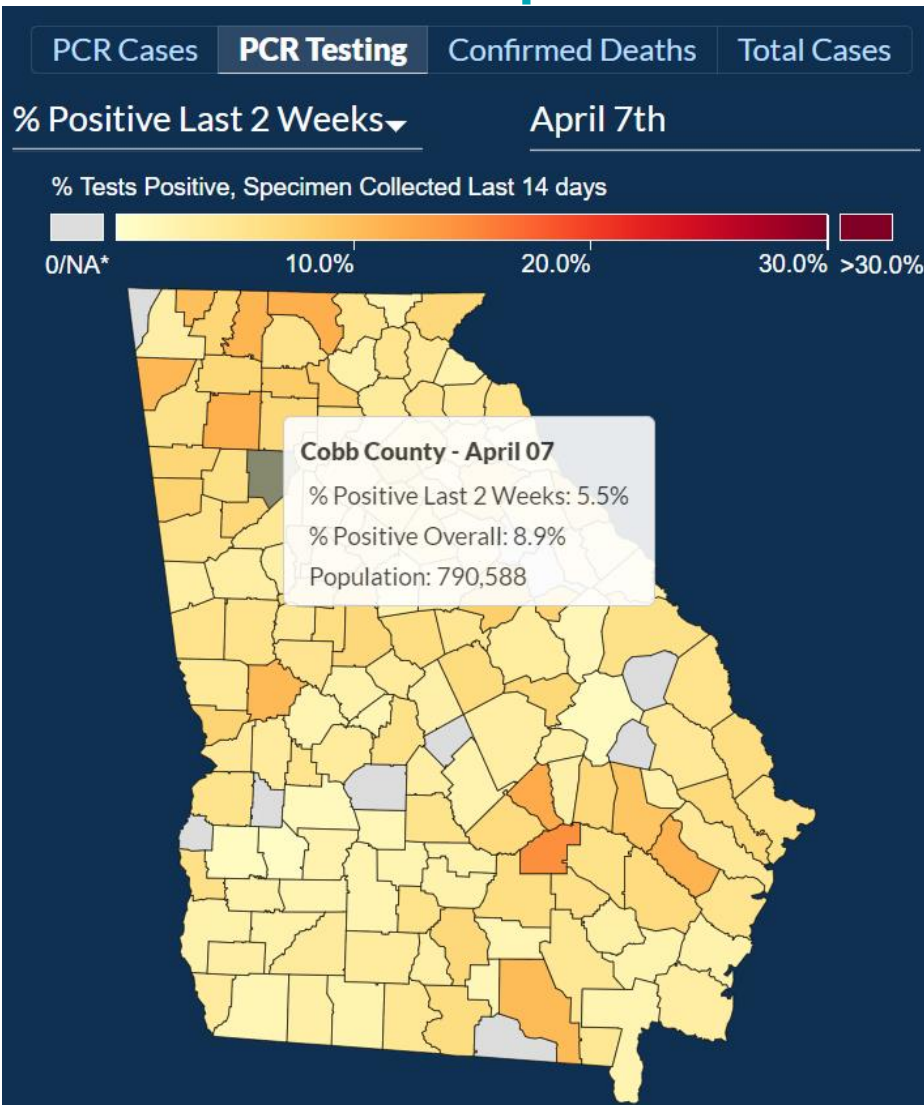 PCR Cases PCR Testing Confirmed Deaths Total Cases
% Positive Last 2 Weeks April 7th
% Tests Positive, Specimen Collected Last 14 days
0/NA* 10.0% 20.0% 30.0% >30.0%
Cobb County - April 07
% Positive Last 2 Weeks: 5.5%
% Positive Overall: 8.9%
Population: 790,588